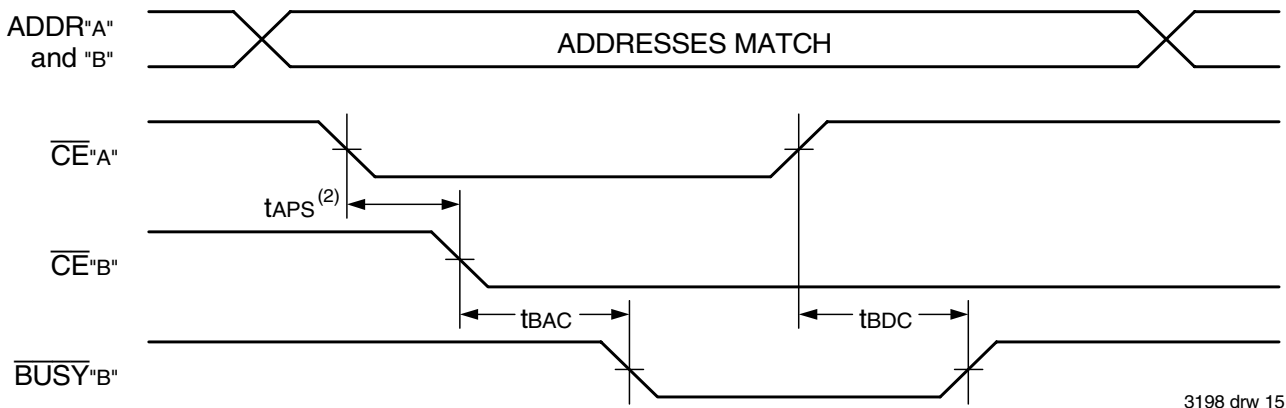 ADDR"A"
and "B"
ADDRESSES MATCH
CE"A"
tAPS(2)
CE"B"
tBAC
tBDC
BUSY"B"
3198 drw 15